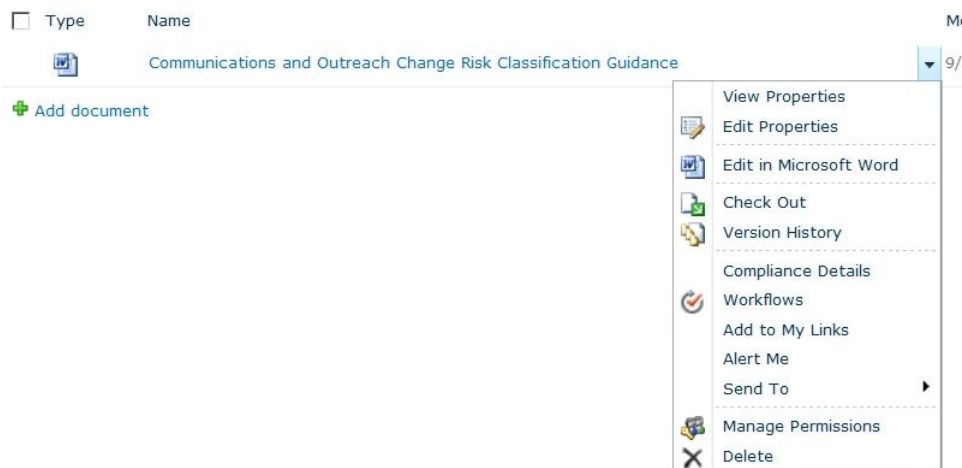 Type Name M
Communications and Outreach Change Risk Classification Guidance 9/
Add document
View Properties
Edit Properties
Edit in Microsoft Word
Check Out
Version History
Compliance Details
Workflows
Add to My Links
Alert Me
Send To
Manage Permissions
Delete